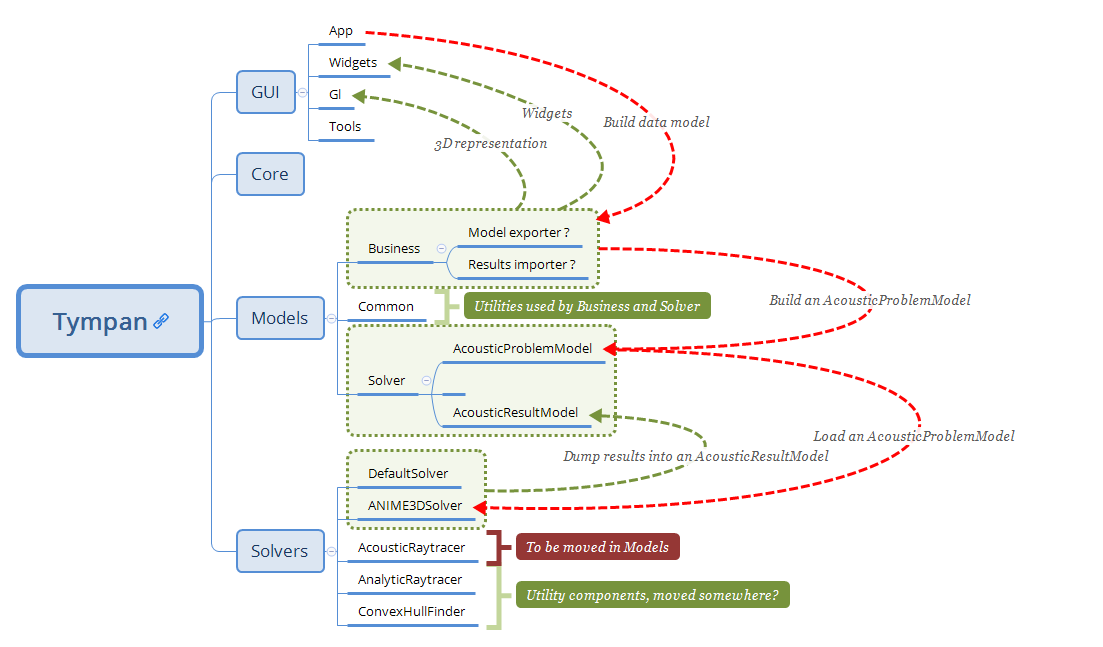 App
Widgets
GUI
Gl
Tools
Widgets
Build data model
3D representation
Core
Model exporter ?
Business
Results importer ?
Tympan
Models
Common
Utilities used by Business and Solver
Build an AcousticProblemModel
AcousticProblemModel
Solver
AcousticResultModel
Load an AcousticProblemModel
Dump results into an AcousticResultModel
DefaultSolver
ANIME3DSolver
Solvers
AcousticRaytracer
To be moved in Models
AnalyticRaytracer
Utility components, moved somewhere?
ConvexHullFinder